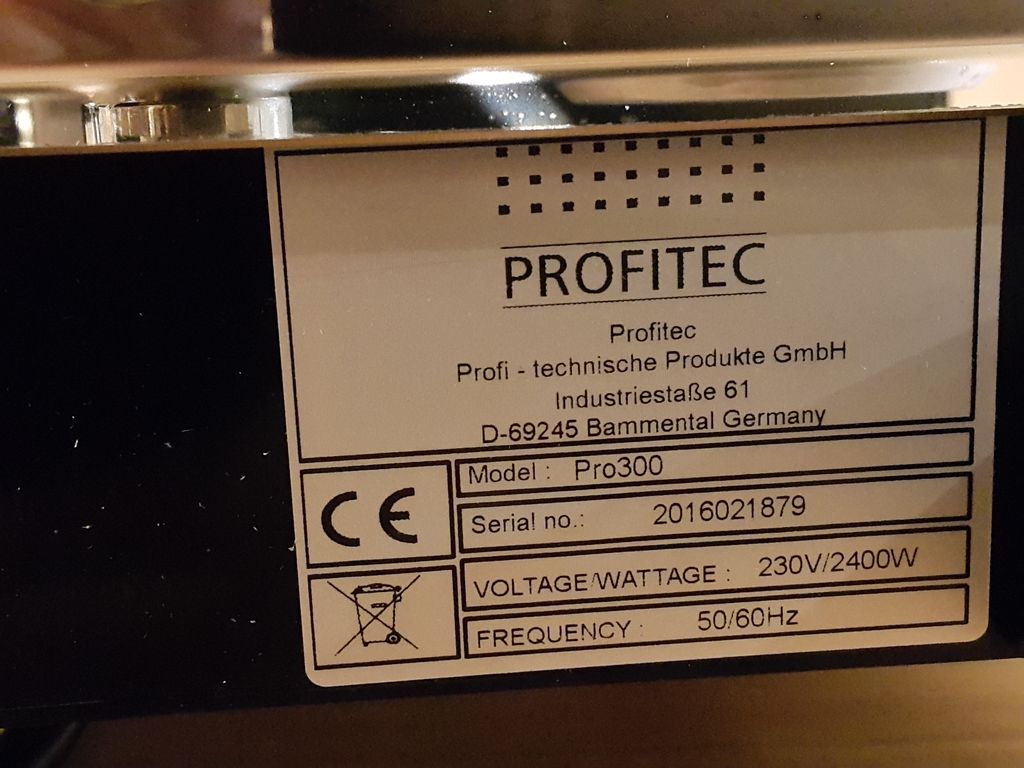 PROFITEC
Profitec
Profi - technische Produkte GmbH
Industriestaße 61
D-69245 Bammental Germany
CE
Model : Pro300
Serial no.: 2016021879
VOLTAGE/WATTAGE : 230V/2400W
FREQUENCY : 50/60Hz